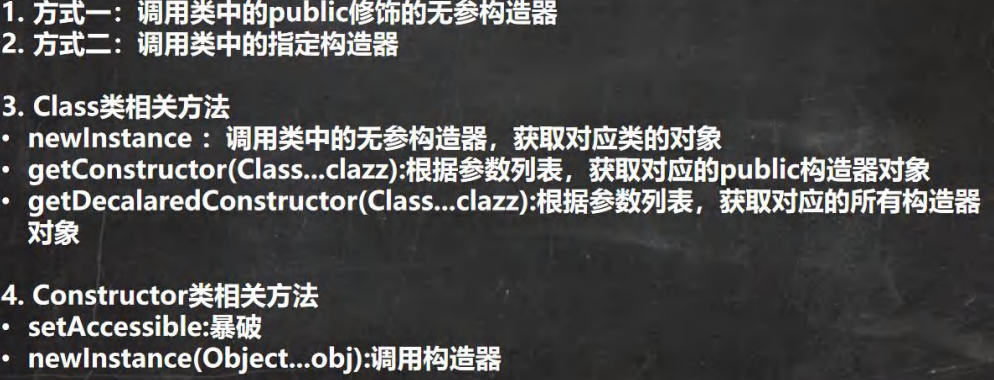 1. 方式一：调用类中的public修饰的无参构造器
2. 方式二：调用类中的指定构造器
3. Class类相关方法
• newInstance ：调用类中的无参构造器，获取对应类的对象
• getConstructor(Class...clazz):根据参数列表，获取对应的public构造器对象
• getDecalaredConstructor(Class...clazz):根据参数列表，获取对应的所有构造器
对象
4. Constructor类相关方法
• setAccessible:暴破
• newInstance(Object...obj):调用构造器